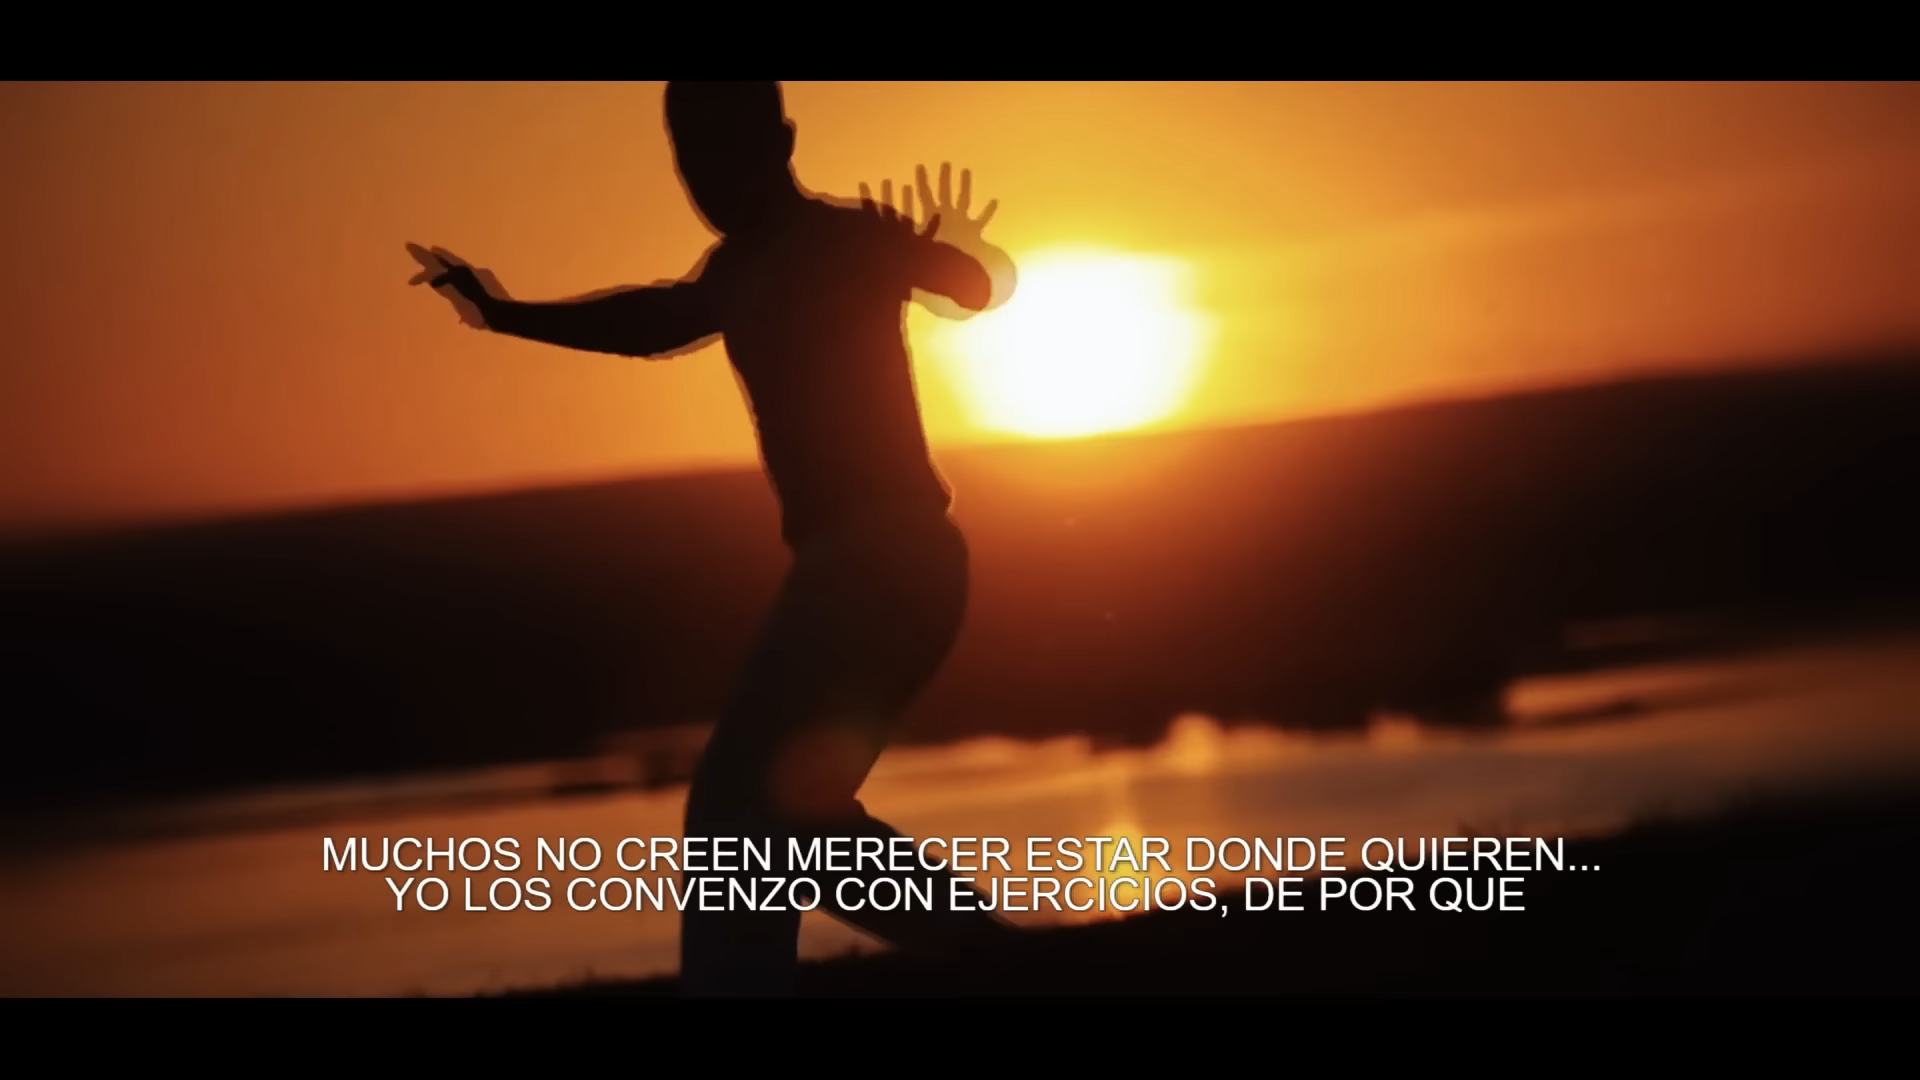 MUCHOS NO CREEN MERECER ESTAR DONDE QUIEREN...
YO LOS CONVENZO CON EJERCICIOS, DE POR QUE